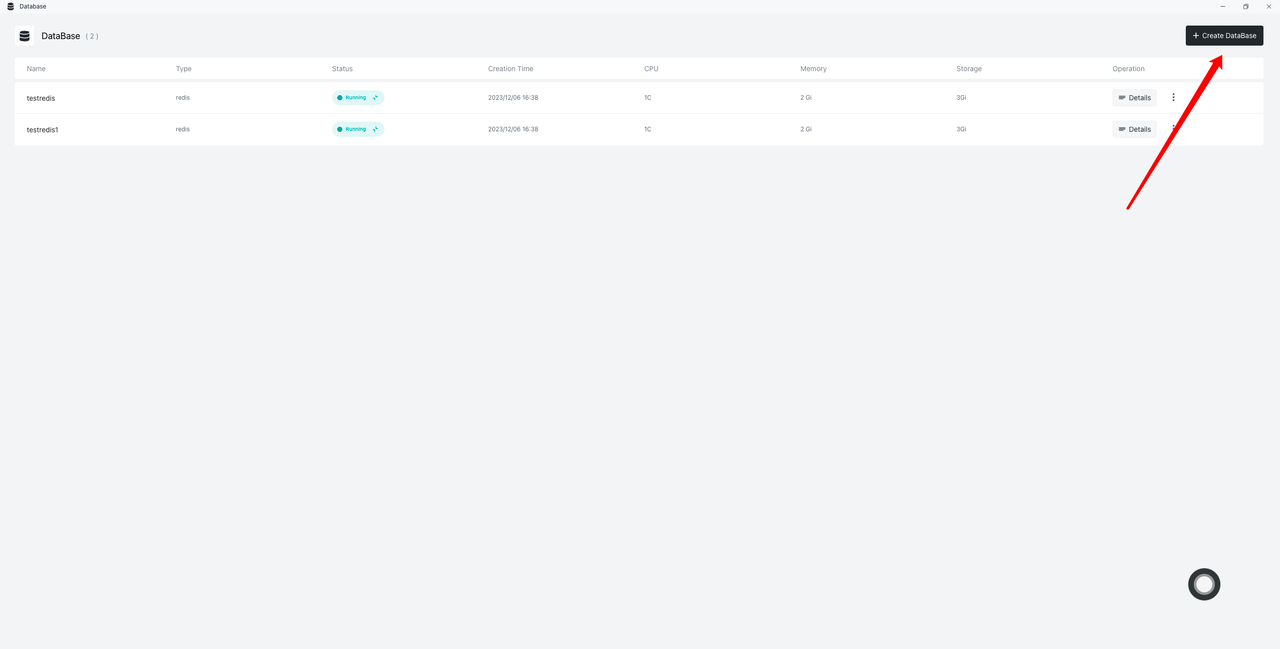 Database
DataBase ( 2 )
+ Create DataBase
Name Type Status Creation Time CPU Memory Storage Operation
testredis redis Running 2023/12/06 16:38 1C 2 Gi 3Gi Details
testredis1 redis Running 2023/12/06 16:38 1C 2 Gi 3Gi Details